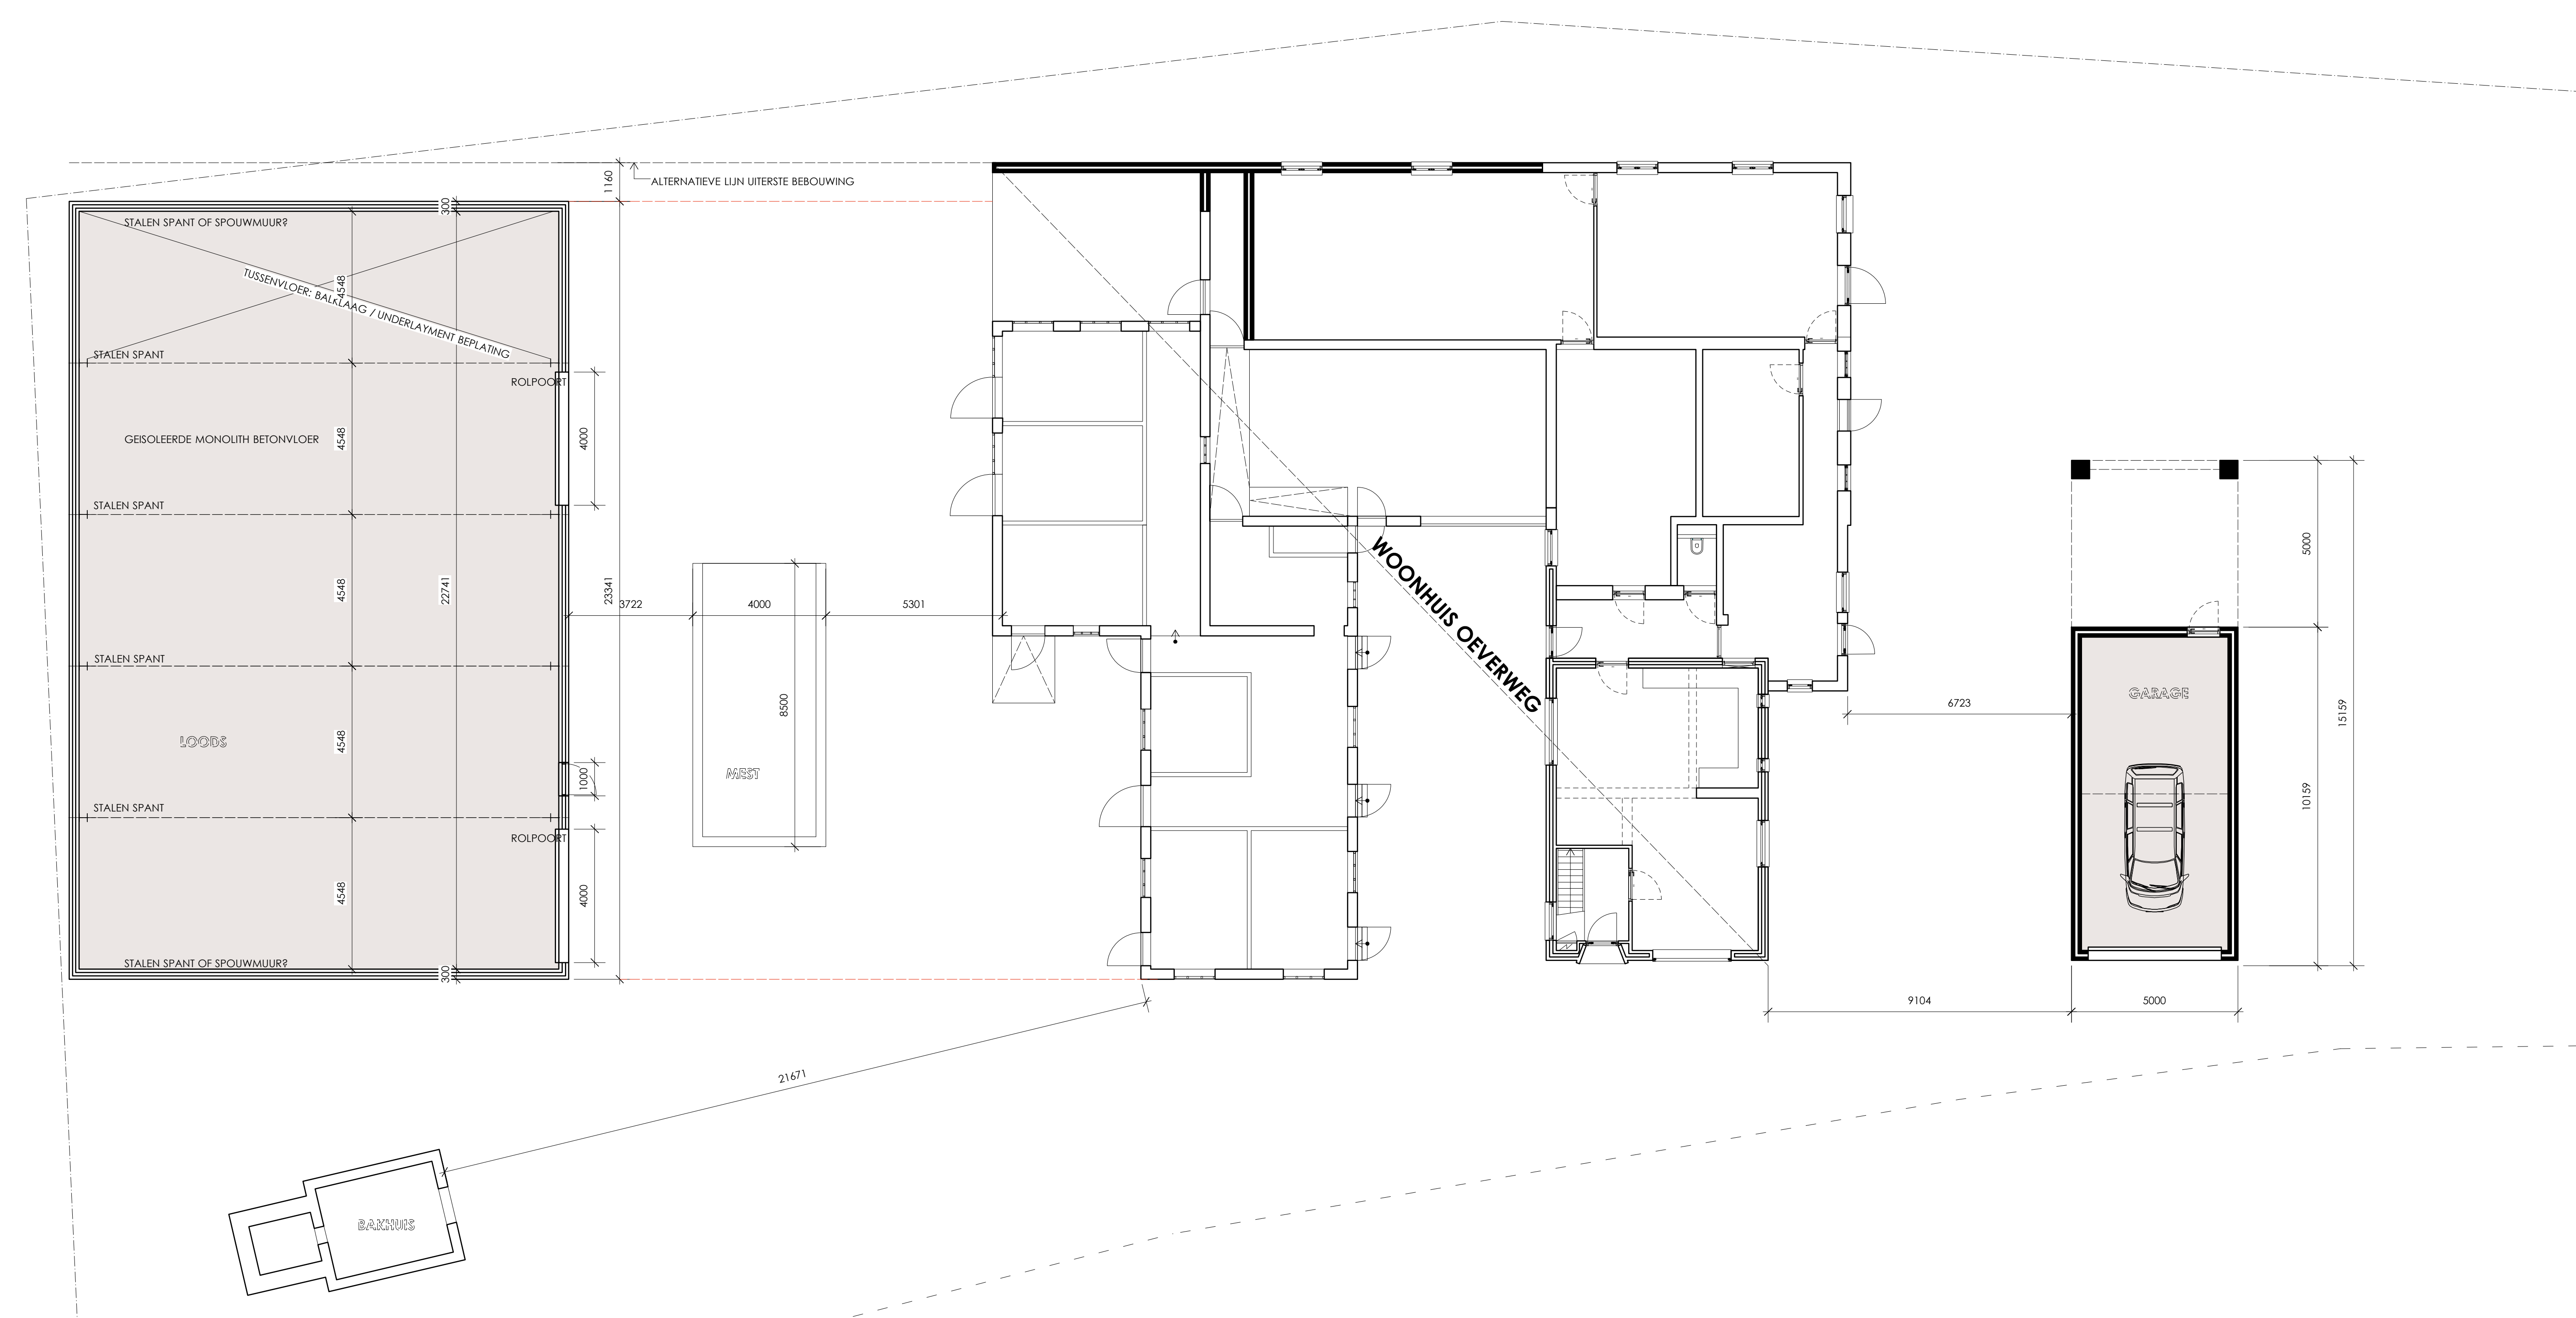 1160
ALTERNATIEVE LIJN UITERSTE BEBOUWING
300
STALEN SPANT OF SPOUWMUUR?
TUSSENVLOER: BALKLAAG / UNDERLAYMENT BEPLATING
4548
STALEN SPANT
ROLPOORT
GEISOLEERDE MONOLITH BETONVLOER
4548
4000
STALEN SPANT
4548
22741
23341
3722
4000
5301
STALEN SPANT
8500
LOODS
4548
MEST
1000
STALEN SPANT
ROLPOORT
4548
4000
STALEN SPANT OF SPOUWMUUR?
300
WOONHUIS OEVERWEG
5000
GARAGE
6723
15159
10159
9104
5000
21671
BAKHUIS